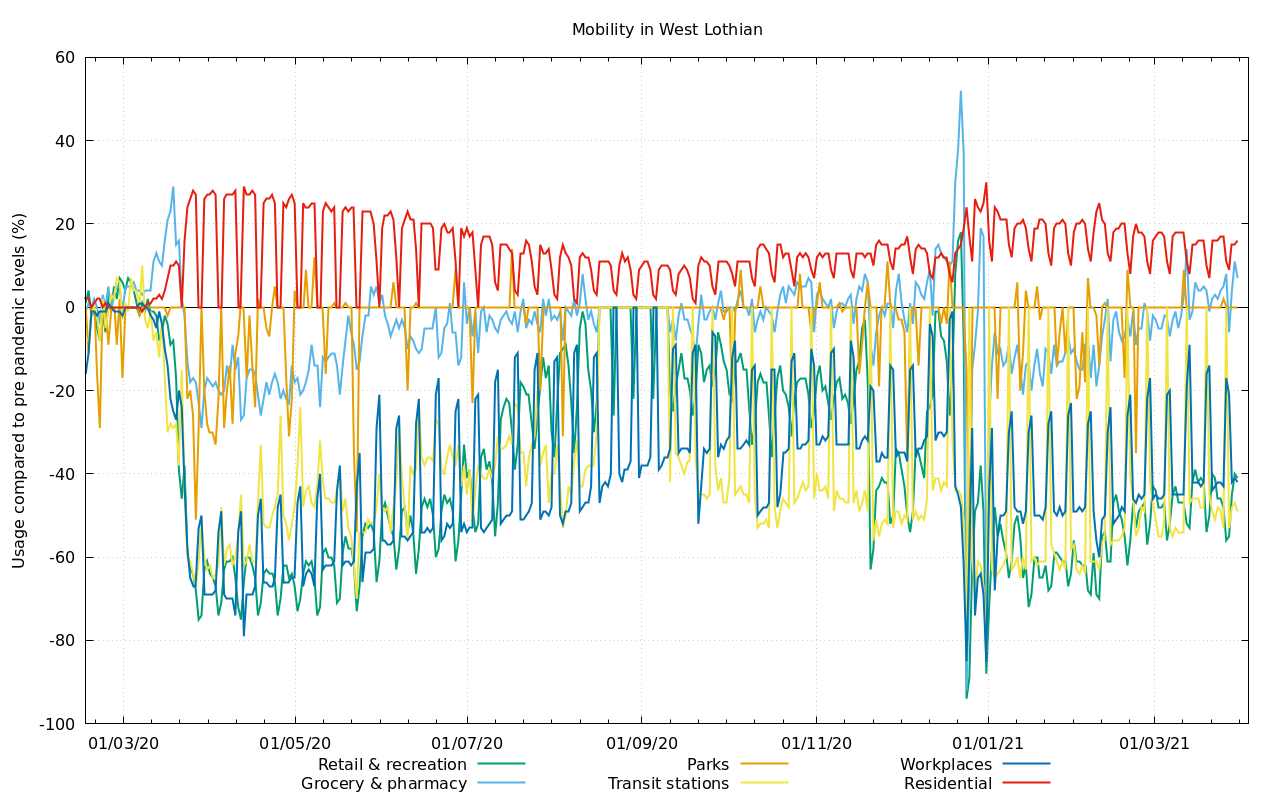 Mobility in West Lothian
Usage compared to pre pandemic levels (%)
60
40
20
0
-20
-40
-60
-80
-100
01/03/20 01/05/20 01/07/20 01/09/20 01/11/20 01/01/21 01/03/21
Retail & recreation Parks Workplaces
Grocery & pharmacy Transit stations Residential